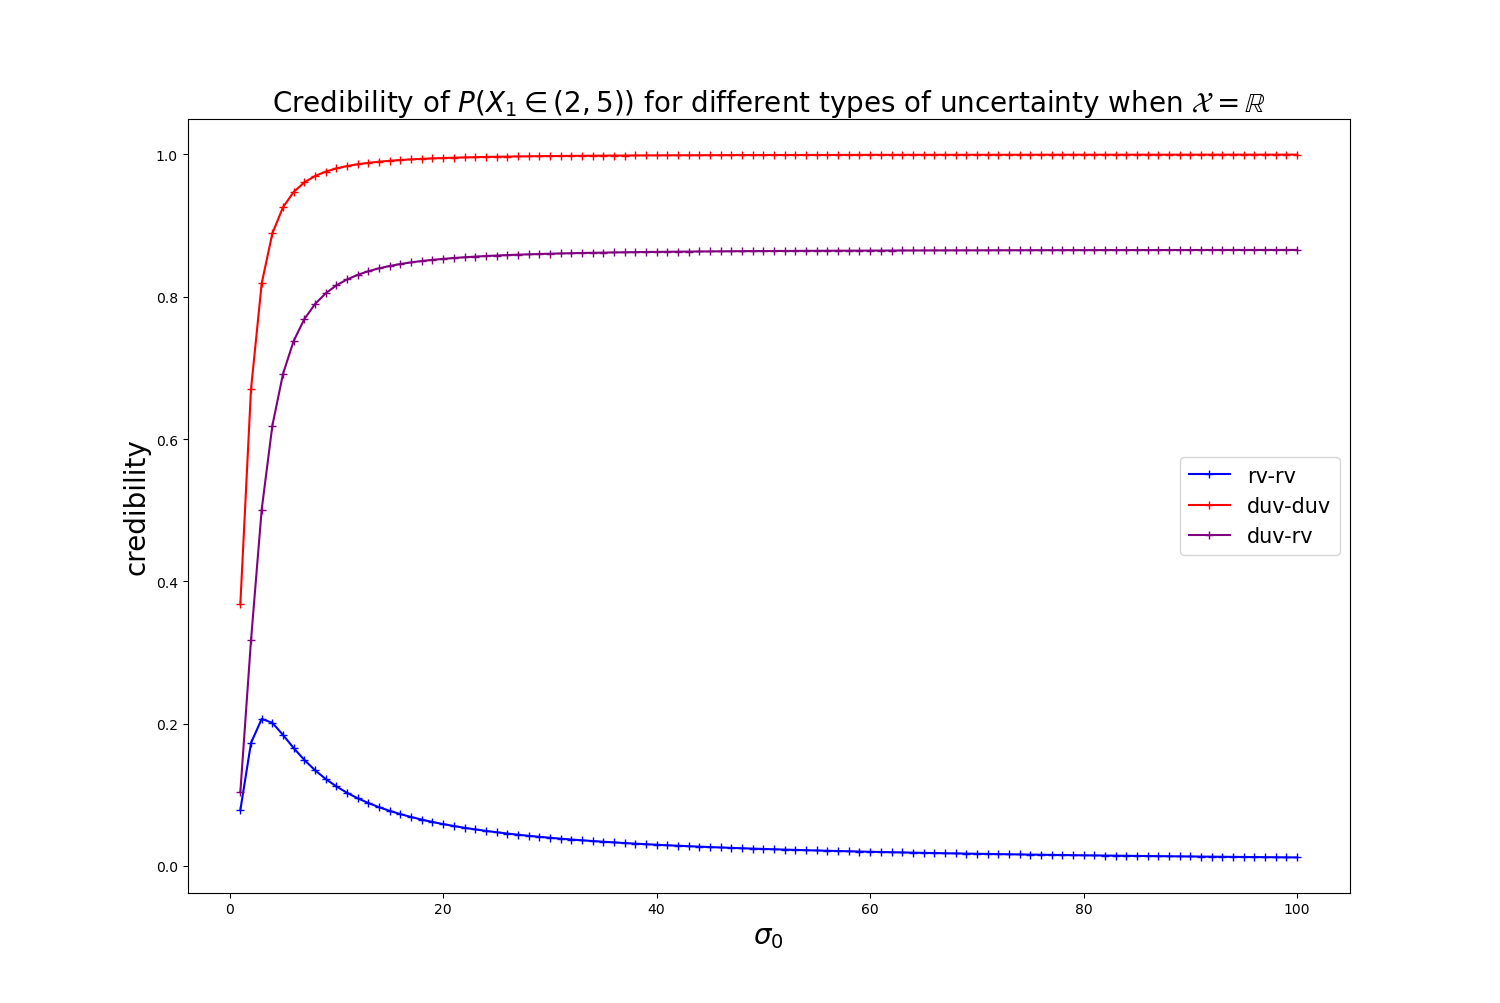 Credibility of P(X₁ ∈ (2, 5)) for different types of uncertainty when 𝒳 = ℝ
1.0
0.8
0.6
0.4
0.2
0.0
credibility
rv-rv
duv-duv
duv-rv
0 20 40 60 80 100
σ₀